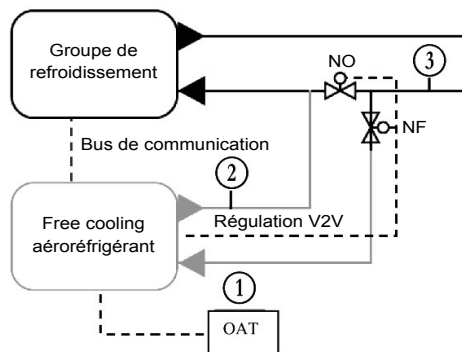 Groupe de
refroidissement
NO
3
NF
Bus de communication
2
Free cooling
aéroréfrigérant
Régulation V2V
1
OAT